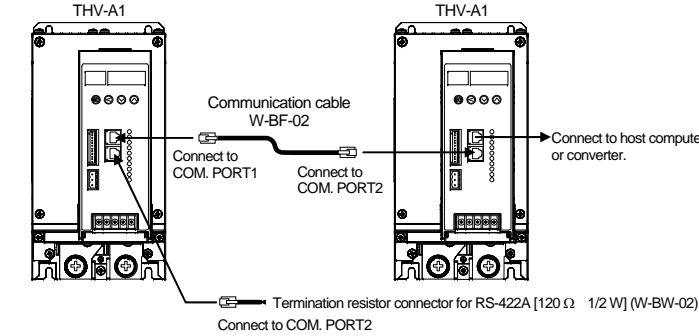 THV-A1
THV-A1
Communication cable
W-BF-02
Connect to
COM. PORT1
Connect to
COM. PORT2
Connect to host compute
or converter.
Termination resistor connector for RS-422A [120 Ω 1/2 W] (W-BW-02)
Connect to COM. PORT2